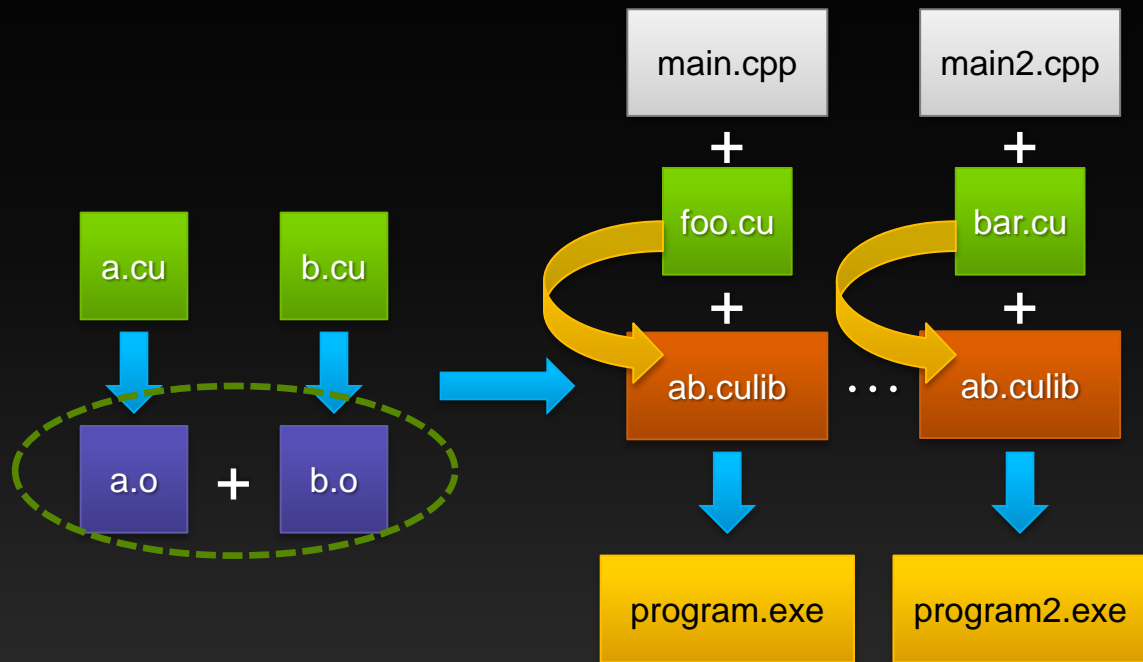 main.cpp
main2.cpp
+
+
foo.cu
bar.cu
a.cu
b.cu
+
+
ab.culib
...
ab.culib
a.o
+
b.o
program.exe
program2.exe